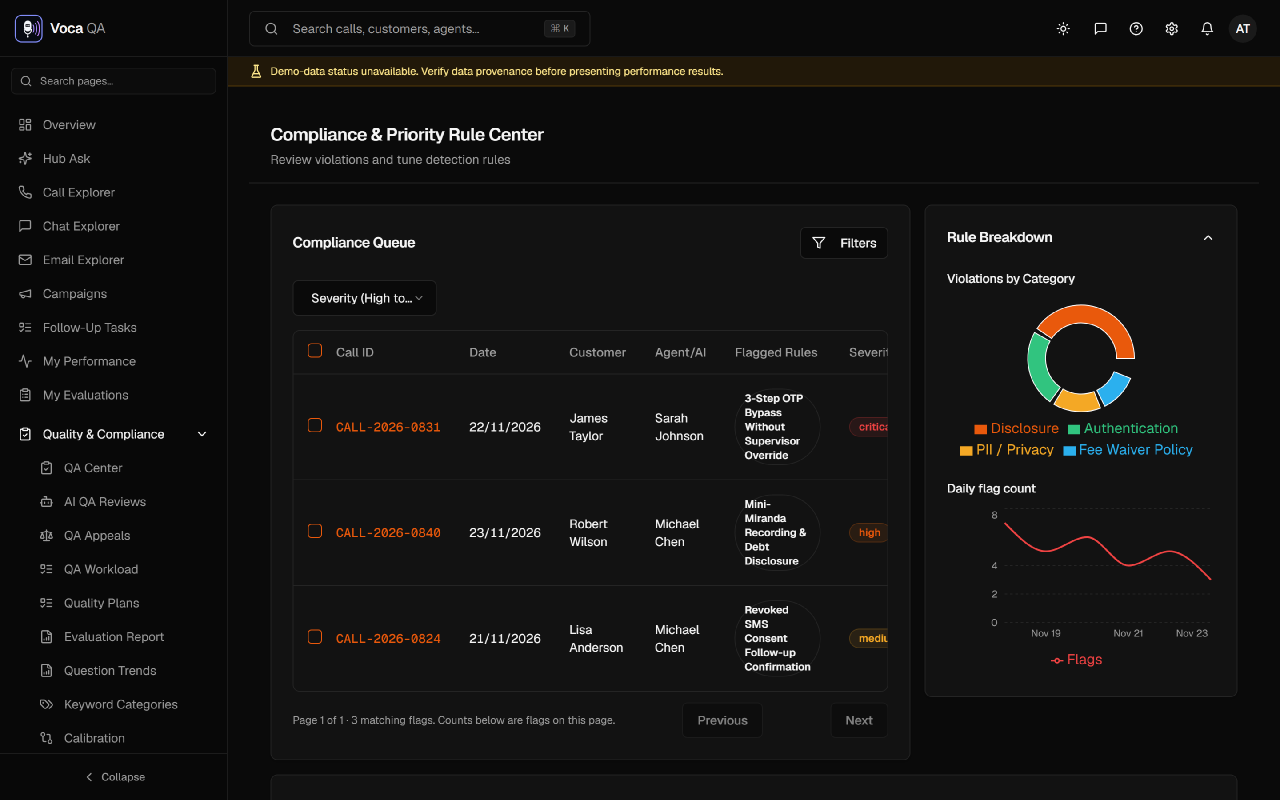 Voca QA
Search calls, customers, agents...
⌘ K
AT
Search pages...
Demo-data status unavailable. Verify data provenance before presenting performance results.
Overview
Hub Ask
Call Explorer
Chat Explorer
Email Explorer
Campaigns
Follow-Up Tasks
My Performance
My Evaluations
Quality & Compliance
QA Center
AI QA Reviews
QA Appeals
QA Workload
Quality Plans
Evaluation Report
Question Trends
Keyword Categories
Calibration
Collapse
Compliance & Priority Rule Center
Review violations and tune detection rules
Compliance Queue
Filters
Severity (High to...
Call ID Date Customer Agent/AI Flagged Rules Severit
CALL-2026-0831 22/11/2026
James
Taylor
Sarah
Johnson
3-Step OTP
Bypass
Without
Supervisor
Override
critica
CALL-2026-0840 23/11/2026
Robert
Wilson
Michael
Chen
Mini-
Miranda
Recording &
Debt
Disclosure
high
CALL-2026-0824 21/11/2026
Lisa
Anderson
Michael
Chen
Revoked
SMS
Consent
Follow-up
Confirmation
mediu
Page 1 of 1 · 3 matching flags. Counts below are flags on this page.
Previous
Next
Rule Breakdown
Violations by Category
Disclosure Authentication
PII / Privacy Fee Waiver Policy
Daily flag count
8
4
2
0
Nov 19 Nov 21 Nov 23
Flags